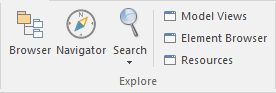 Browser
Navigator
Search
Model Views
Element Browser
Resources
Explore